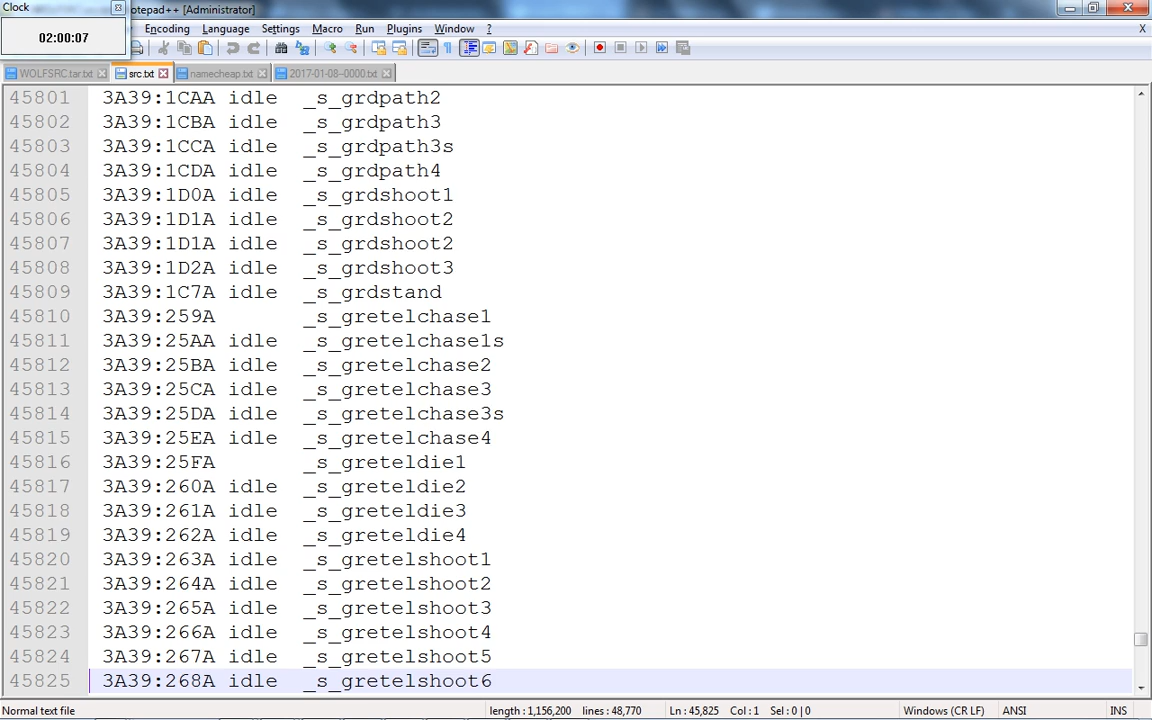 Clock
otepad++ [Administrator]
02:00:07
Encoding Language Settings Macro Run Plugins Window ? X
WOLFSRC.tar.txt src.txt namecheap.txt 2017-01-08--0000.txt
45801 3A39:1CAA idle _s_grdpath2
45802 3A39:1CBA idle _s_grdpath3
45803 3A39:1CCA idle _s_grdpath3s
45804 3A39:1CDA idle _s_grdpath4
45805 3A39:1D0A idle _s_grdshoot1
45806 3A39:1D1A idle _s_grdshoot2
45807 3A39:1D1A idle _s_grdshoot2
45808 3A39:1D2A idle _s_grdshoot3
45809 3A39:1C7A idle _s_grdstand
45810 3A39:259A _s_gretelchase1
45811 3A39:25AA idle _s_gretelchase1s
45812 3A39:25BA idle _s_gretelchase2
45813 3A39:25CA idle _s_gretelchase3
45814 3A39:25DA idle _s_gretelchase3s
45815 3A39:25EA idle _s_gretelchase4
45816 3A39:25FA _s_greteldie1
45817 3A39:260A idle _s_greteldie2
45818 3A39:261A idle _s_greteldie3
45819 3A39:262A idle _s_greteldie4
45820 3A39:263A idle _s_gretelshoot1
45821 3A39:264A idle _s_gretelshoot2
45822 3A39:265A idle _s_gretelshoot3
45823 3A39:266A idle _s_gretelshoot4
45824 3A39:267A idle _s_gretelshoot5
45825 3A39:268A idle _s_gretelshoot6
Normal text file length : 1,156,200 lines : 48,770 Ln : 45,825 Col : 1 Sel : 0 | 0 Windows (CR LF) ANSI INS